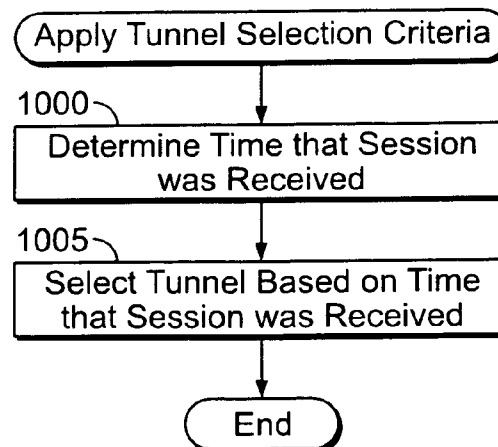 Apply Tunnel Selection Criteria
1000
Determine Time that Session
was Received
1005
Select Tunnel Based on Time
that Session was Received
End